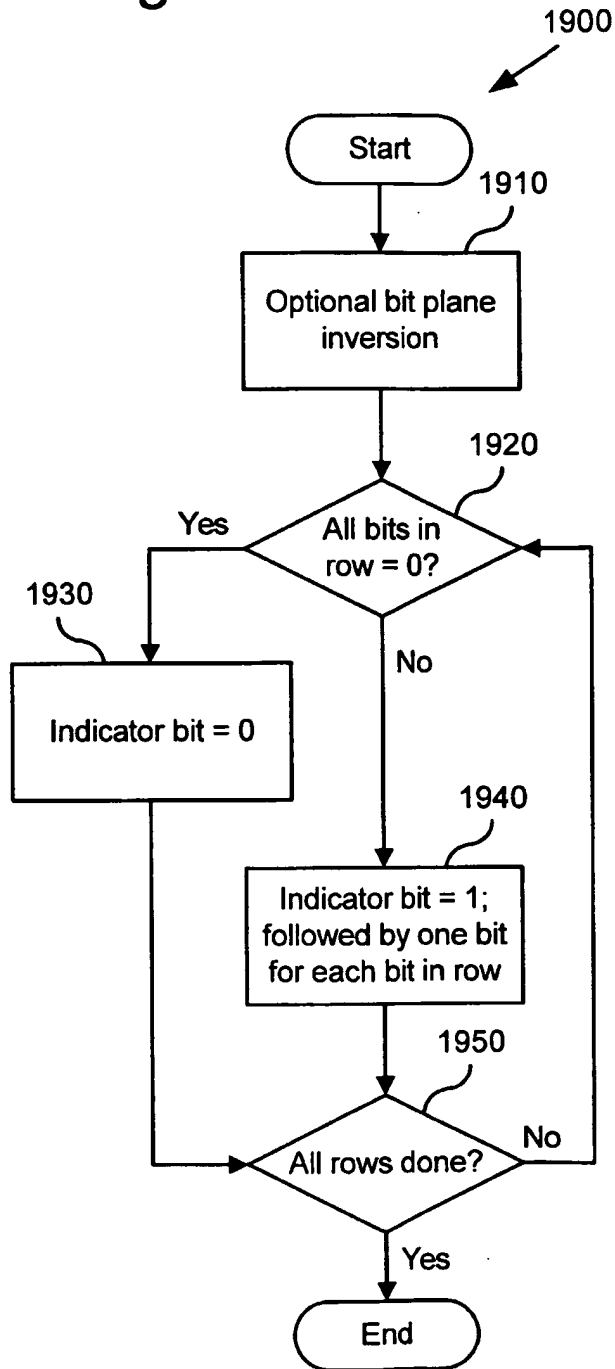 1900
Start
1910
Optional bit plane
inversion
1920
Yes
All bits in
row = 0?
1930
No
Indicator bit = 0
1940
Indicator bit = 1;
followed by one bit
for each bit in row
1950
All rows done?
No
Yes
End